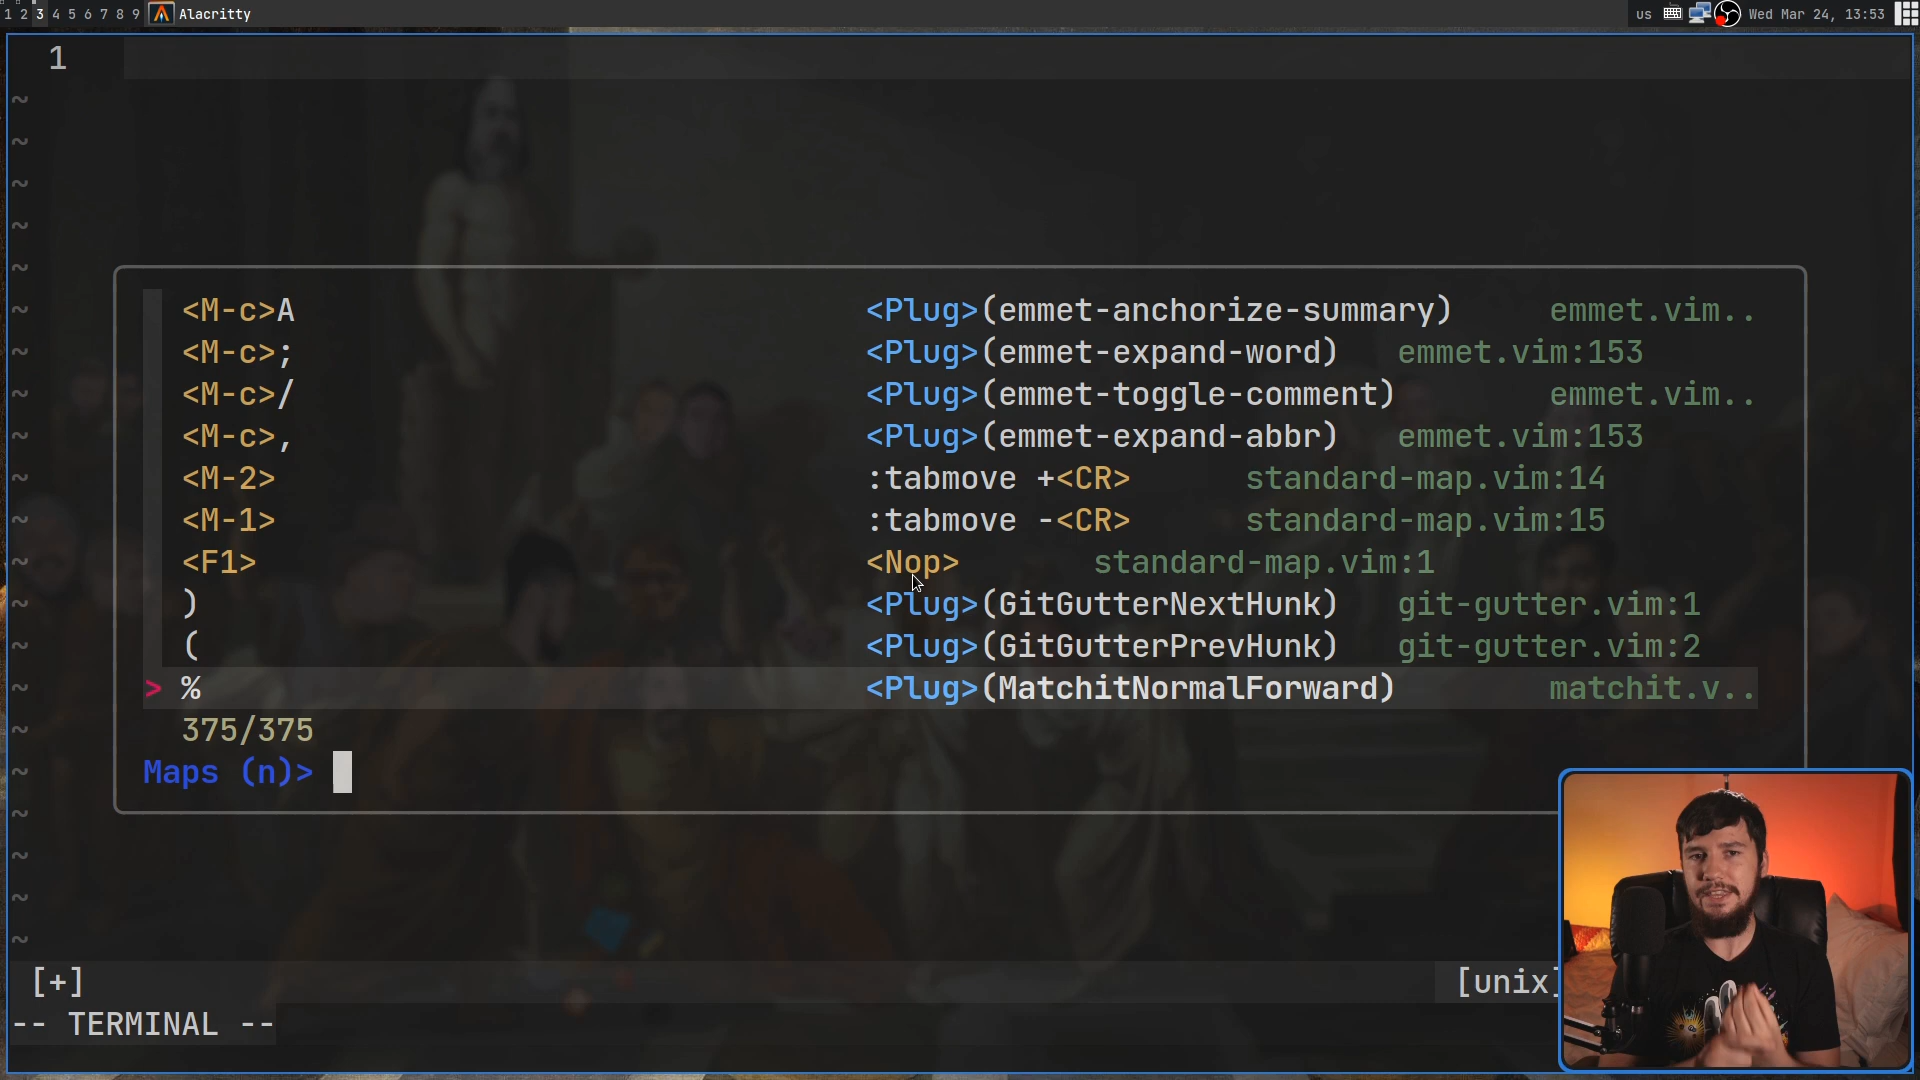 1 2 3 4 5 6 7 8 9 Alacritty us Wed Mar 24, 13:53
1
~
~
~
~
~
~
<M-c>A <Plug>(emmet-anchorize-summary) emmet.vim..
~
<M-c>; <Plug>(emmet-expand-word) emmet.vim:153
~
<M-c>/ <Plug>(emmet-toggle-comment) emmet.vim..
~
<M-c>, <Plug>(emmet-expand-abbr) emmet.vim:153
~
<M-2> :tabmove +<CR> standard-map.vim:14
~
<M-1> :tabmove -<CR> standard-map.vim:15
~
<F1> <Nop> standard-map.vim:1
~
) <Plug>(GitGutterNextHunk) git-gutter.vim:1
~
( <Plug>(GitGutterPrevHunk) git-gutter.vim:2
~
> % <Plug>(MatchitNormalForward) matchit.v..
~
375/375
~
Maps (n)>
~
~
~
~
[+] [unix]
-- TERMINAL --